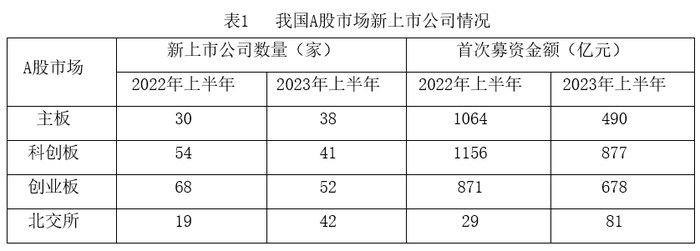 表1 我国A股市场新上市公司情况
A股市场 新上市公司数量（家） 首次募资金额（亿元）
2022年上半年 2023年上半年 2022年上半年 2023年上半年
主板 30 38 1064 490
科创板 54 41 1156 877
创业板 68 52 871 678
北交所 19 42 29 81